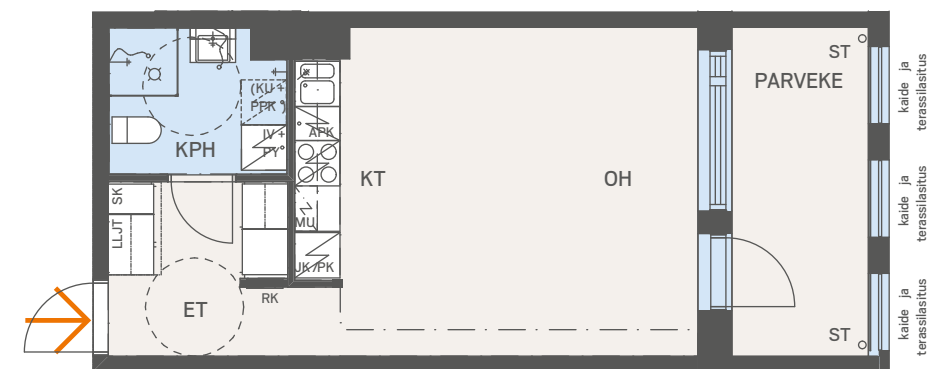 ST
PARVEKE
kaide ja
terassilasitus
(KU +
PPK )
IV +
PY
APK
KPH
KT
OH
kaide ja
terassilasitus
SK
LLJT
MU
JK/PK
RK
ET
ST
kaide ja
terassilasitus